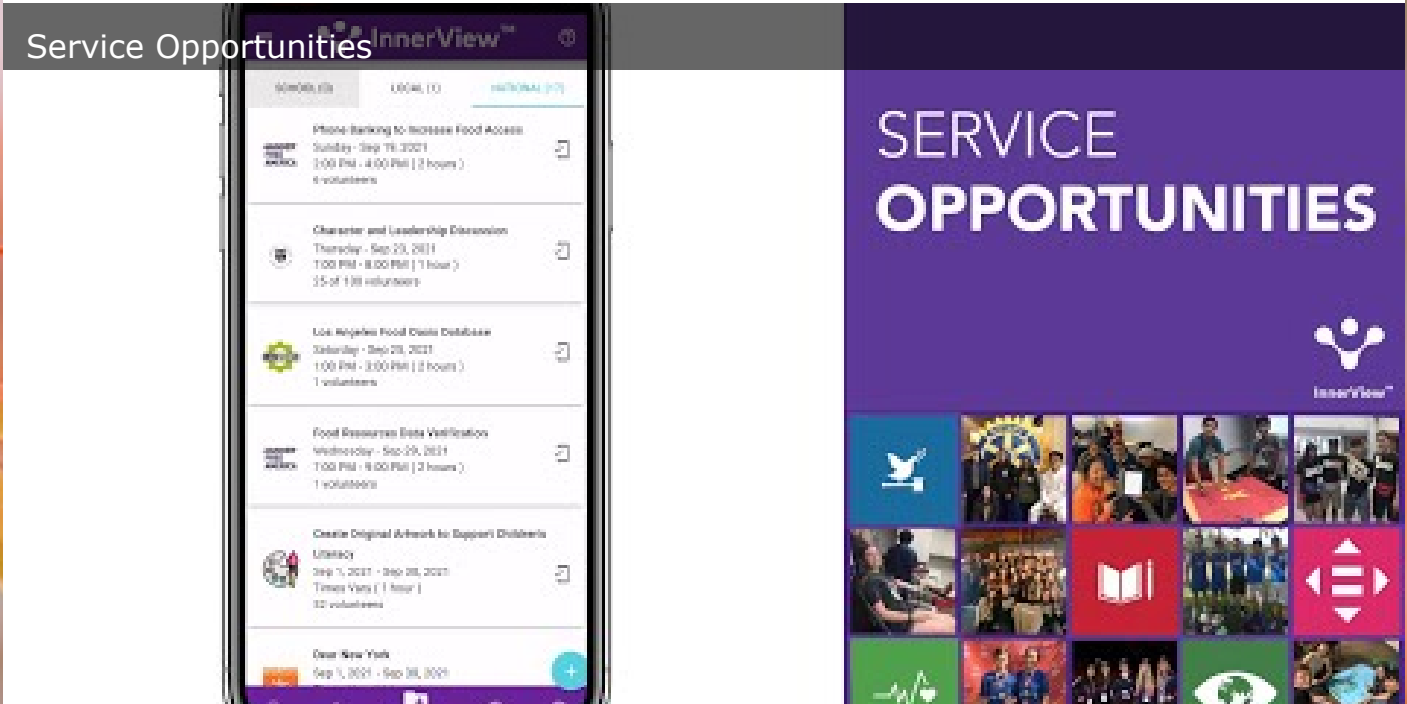 Service Opportunities
InnerView™
SCHOOL (0) LOCAL (1) NATIONAL (17)
Phone Banking to Increase Food Access
Sunday - Sep 19, 2021
2:00 PM - 4:00 PM ( 2 hours )
6 volunteers
Character and Leadership Discussion
Thursday - Sep 23, 2021
7:00 PM - 8:00 PM ( 1 hour )
25 of 100 volunteers
Los Angeles Food Oasis Database
Saturday - Sep 25, 2021
1:00 PM - 3:00 PM ( 2 hours )
1 volunteers
Food Resources Data Verification
Wednesday - Sep 29, 2021
7:00 PM - 9:00 PM ( 2 hours )
1 volunteers
Create Original Artwork to Support Children's
Literacy
Sep 1, 2021 - Sep 30, 2021
Times Vary ( 1 hour )
32 volunteers
Dear New York
Sep 1, 2021 - Sep 30, 2021
SERVICE
OPPORTUNITIES
InnerView™